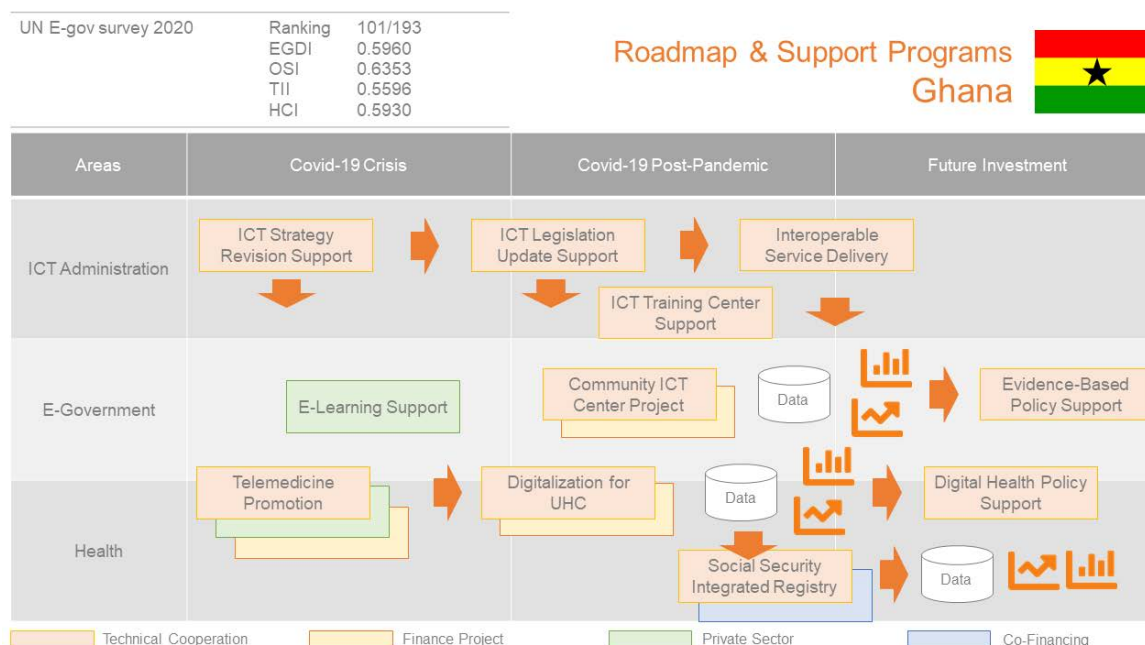 UN E-gov survey 2020
Ranking 101/193
EGDI 0.5960
OSI 0.6353
TII 0.5596
HCI 0.5930
Roadmap & Support Programs
Ghana
Areas
Covid-19 Crisis
Covid-19 Post-Pandemic
Future Investment
ICT Administration
ICT Strategy
Revision Support
ICT Legislation
Update Support
Interoperable
Service Delivery
ICT Training Center
Support
E-Government
E-Learning Support
Community ICT
Center Project
Data
Evidence-Based
Policy Support
Health
Telemedicine
Promotion
Digitalization for
UHC
Data
Digital Health Policy
Support
Social Security
Integrated Registry
Data
Technical Cooperation
Finance Project
Private Sector
Co-Financing